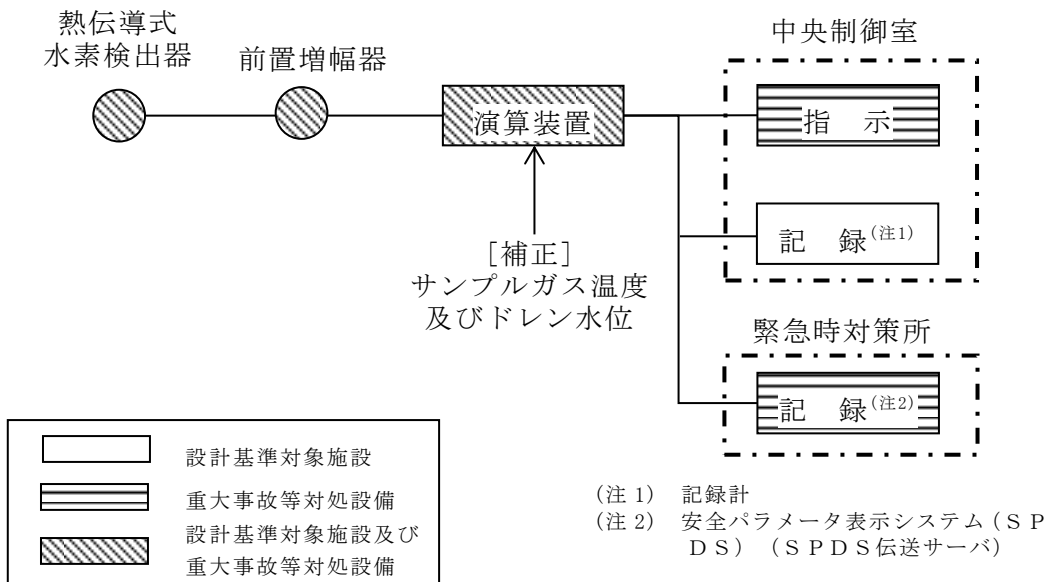 熱伝導式
水素検出器
前置増幅器
演算装置
[補正]
サンプルガス温度
及びドレン水位
中央制御室
指 示
記 録(注1)
緊急時対策所
記 録(注2)
設計基準対象施設
重大事故等対処設備
設計基準対象施設及び
重大事故等対処設備
(注 1) 記録計
(注 2) 安全パラメータ表示システム(SP
DS) (SPDS伝送サーバ)